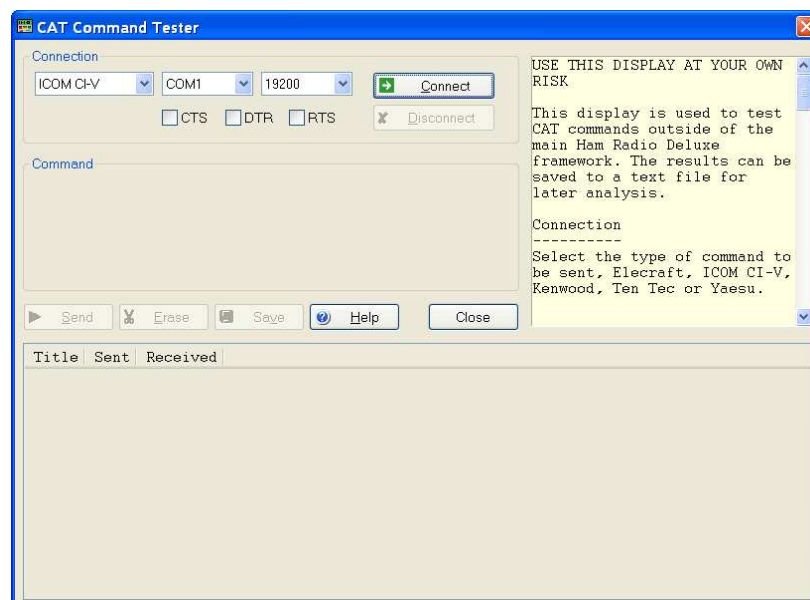 CAT Command Tester
Connection
ICOM CI-V COM1 19200 Connect
CTS DTR RTS Disconnect
Command
Send Erase Save Help Close
USE THIS DISPLAY AT YOUR OWN
RISK
This display is used to test
CAT commands outside of the
main Ham Radio Deluxe
framework. The results can be
saved to a text file for
later analysis.
Connection
----------
Select the type of command to
be sent, Elecraft, ICOM CI-V,
Kenwood, Ten Tec or Yaesu.
Title Sent Received